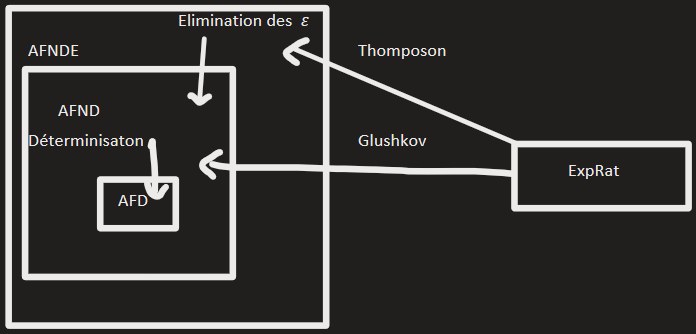 Elimination des ε
AFNDE
Thomposon
AFND
Déterminisaton
Glushkov
ExpRat
AFD